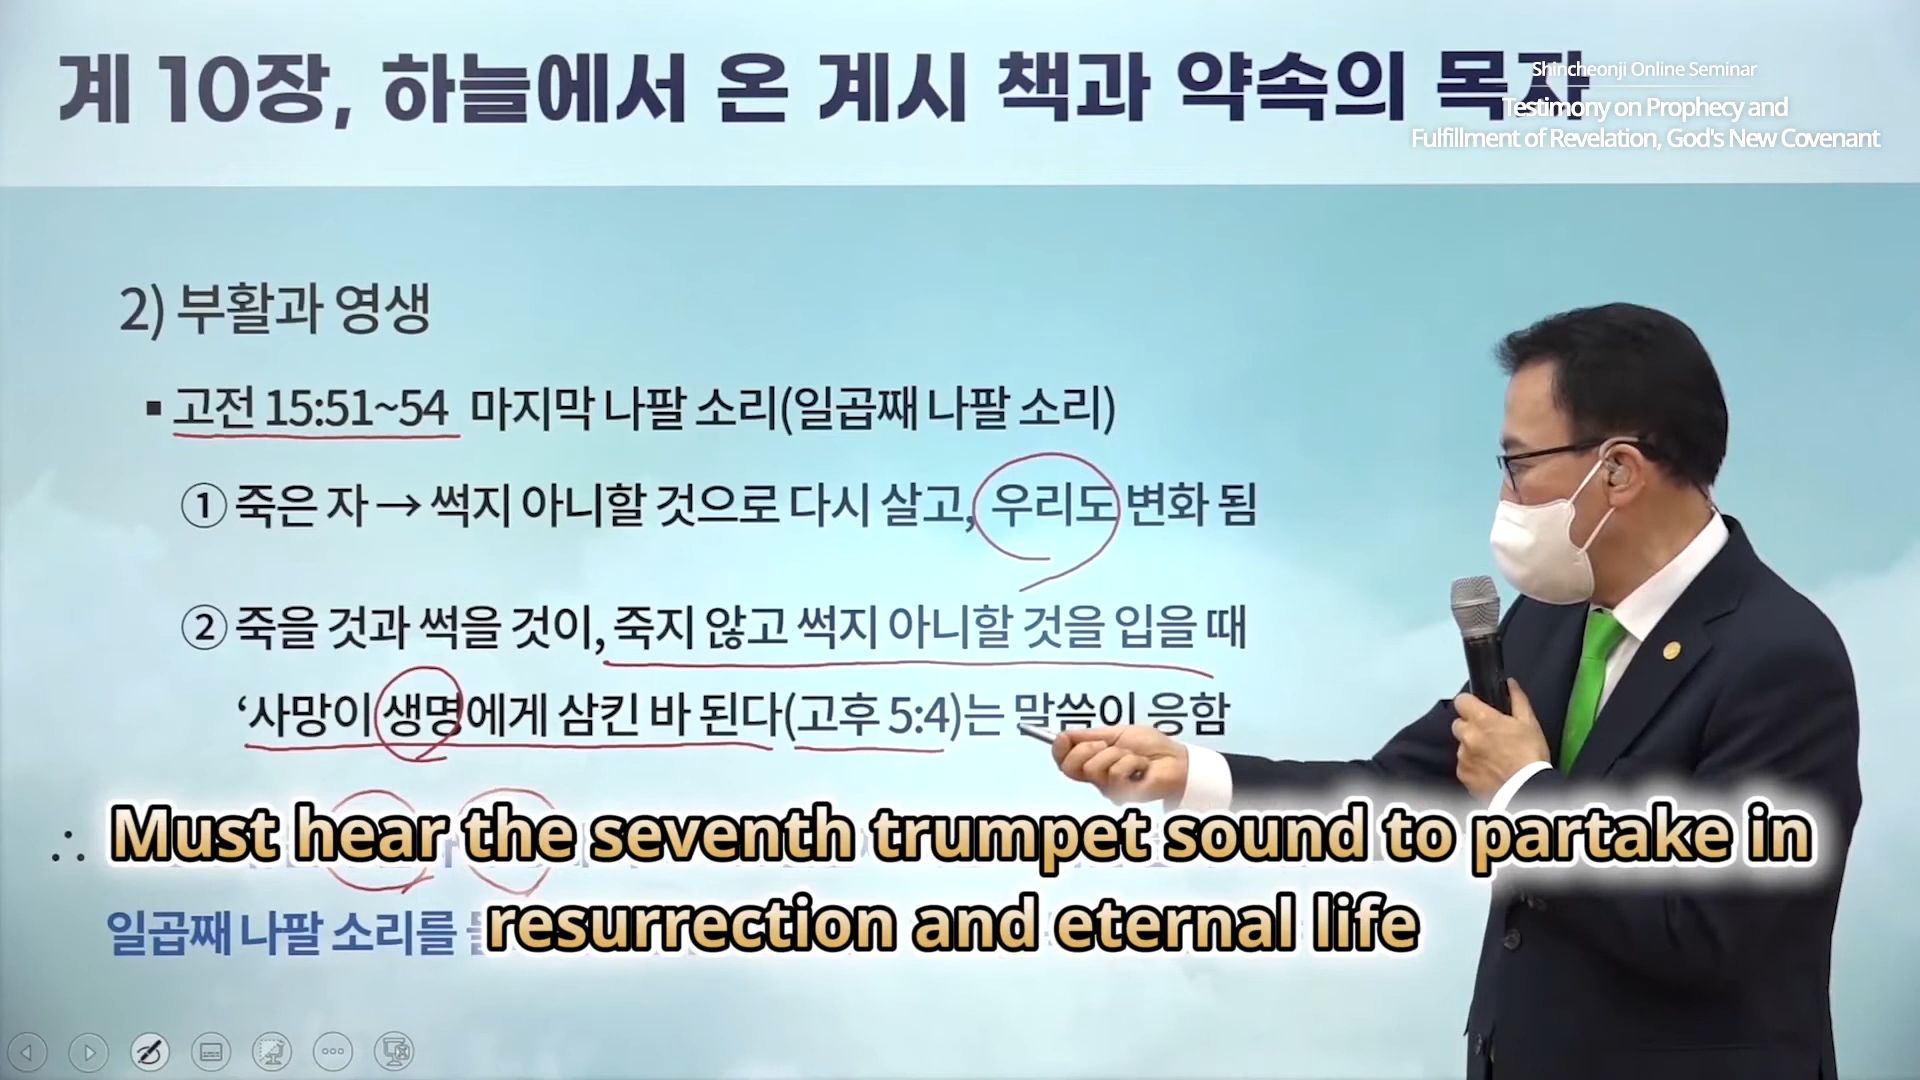 계 10장, 하늘에서 온 계시 책과 약속의 목자
Shincheonji Online Seminar
Testimony on Prophecy and
Fulfillment of Revelation, God's New Covenant
2) 부활과 영생
▪ 고전 15:51~54 마지막 나팔 소리(일곱째 나팔 소리)
① 죽은 자 → 썩지 아니할 것으로 다시 살고, 우리도 변화 됨
② 죽을 것과 썩을 것이, 죽지 않고 썩지 아니할 것을 입을 때
‘사망이 생명에게 삼킨 바 된다(고후 5:4)는 말씀이 응함
∴
Must hear the seventh trumpet sound to partake in
일곱째 나팔 소리를
resurrection and eternal life